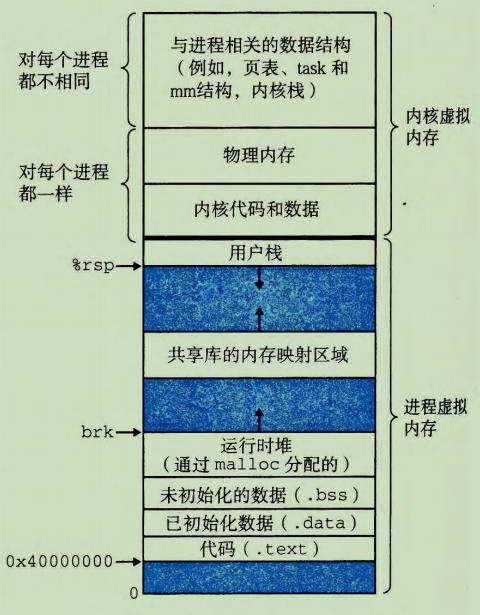 对每个进程
都不相同
与进程相关的数据结构
（例如，页表、task 和
mm结构，内核栈）
内核虚拟
内存
对每个进程
都一样
物理内存
内核代码和数据
用户栈
%rsp
共享库的内存映射区域
进程虚拟
内存
brk
运行时堆
（通过 malloc 分配的）
未初始化的数据（.bss）
已初始化数据（.data）
代码（.text）
0x40000000
0